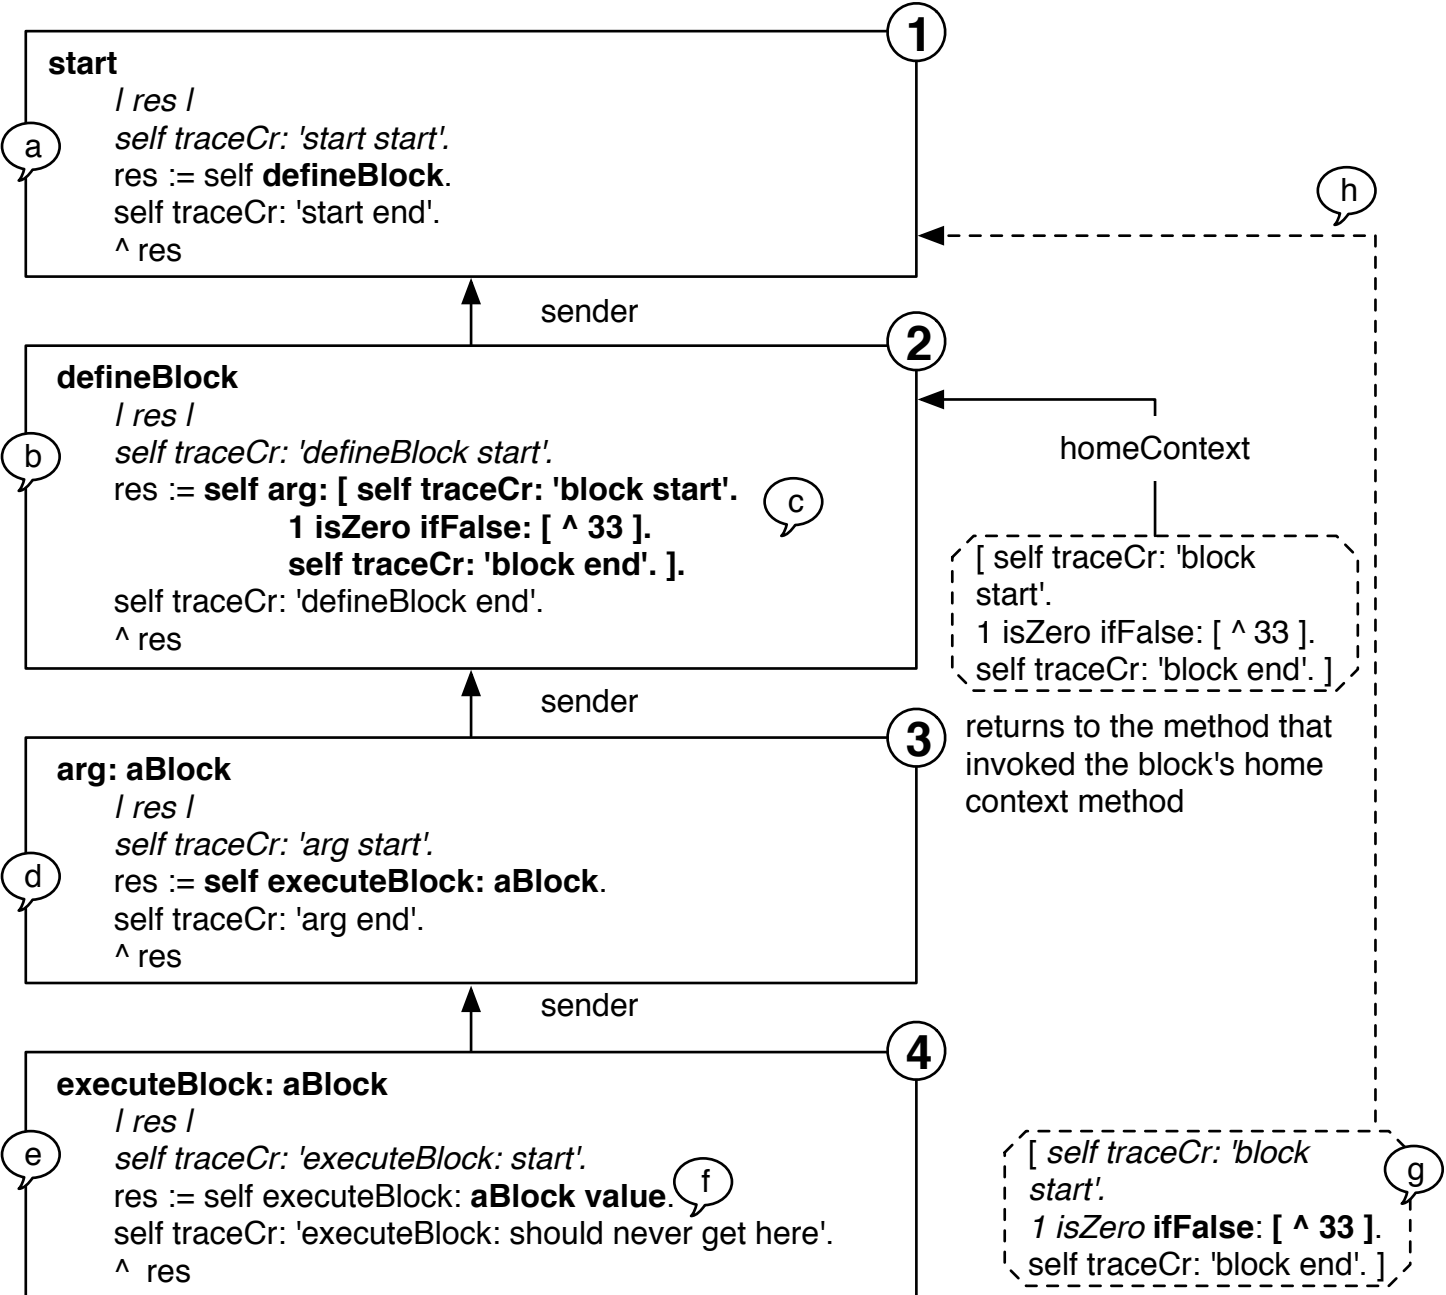 1
start
| res |
a
self traceCr: 'start start'.
res := self defineBlock.
self traceCr: 'start end'.
^ res
h
sender
2
defineBlock
| res |
b
self traceCr: 'defineBlock start'.
res := self arg: [ self traceCr: 'block start'.
c
1 isZero ifFalse: [ ^ 33 ].
self traceCr: 'block end'. ].
self traceCr: 'defineBlock end'.
^ res
homeContext
[ self traceCr: 'block
start'.
1 isZero ifFalse: [ ^ 33 ].
self traceCr: 'block end'. ]
returns to the method that
invoked the block's home
context method
sender
3
arg: aBlock
| res |
self traceCr: 'arg start'.
d
res := self executeBlock: aBlock.
self traceCr: 'arg end'.
^ res
sender
4
executeBlock: aBlock
| res |
e
self traceCr: 'executeBlock: start'.
res := self executeBlock: aBlock value.
f
self traceCr: 'executeBlock: should never get here'.
^ res
[ self traceCr: 'block
start'.
g
1 isZero ifFalse: [ ^ 33 ].
self traceCr: 'block end'. ]